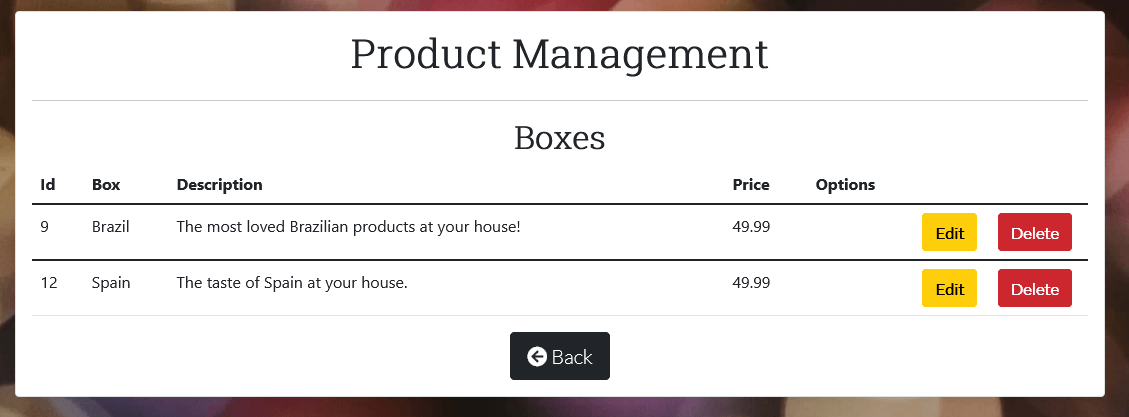 Product Management
Boxes
Id Box Description Price Options
9 Brazil The most loved Brazilian products at your house! 49.99 Edit Delete
12 Spain The taste of Spain at your house. 49.99 Edit Delete
Back